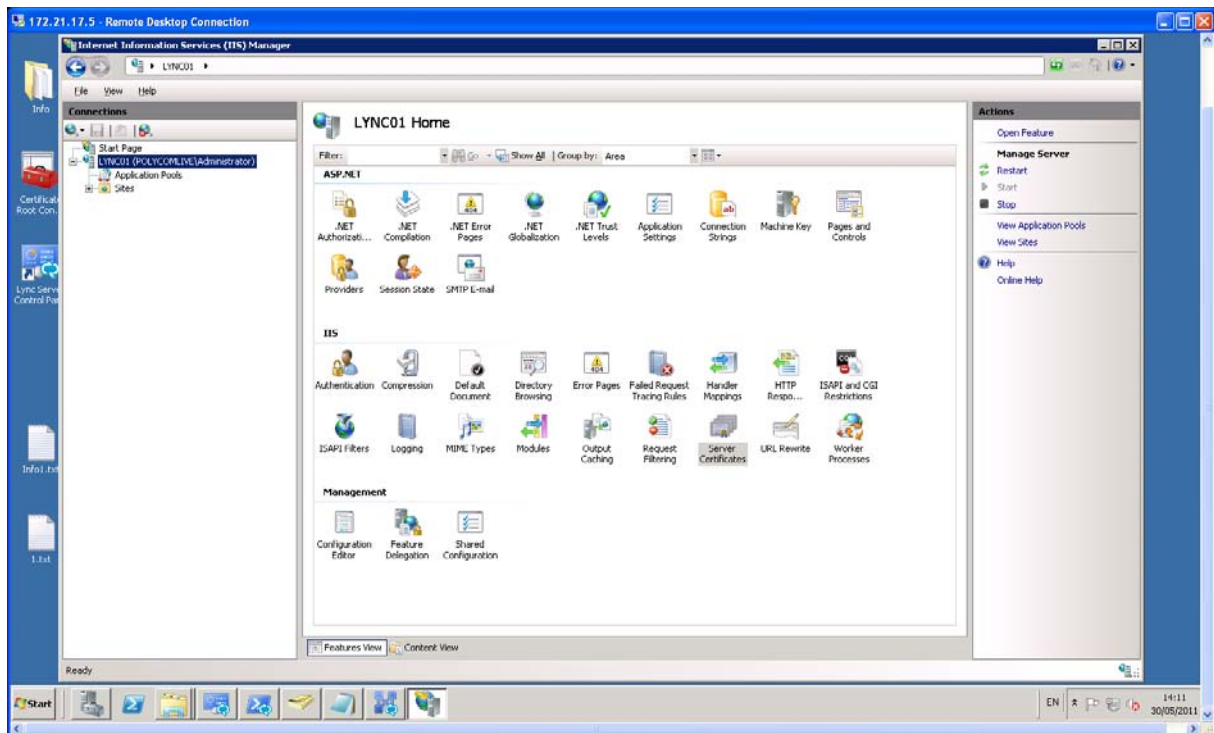 172.21.17.5 - Remote Desktop Connection
Internet Information Services (IIS) Manager
LYNC01
File View Help
Connections
Start Page
LYNC01 (POLYCOMLIVE\Administrator)
Application Pools
Sites
LYNC01 Home
Filter: Go Show All Group by: Area
ASP.NET
.NET Authorizati... .NET Compilation .NET Error Pages .NET Globalization .NET Trust Levels Application Settings Connection Strings Machine Key Pages and Controls
Providers Session State SMTP E-mail
IIS
Authentication Compression Default Document Directory Browsing Error Pages Failed Request Tracing Rules Handler Mappings HTTP Respo... ISAPI and CGI Restrictions
ISAPI Filters Logging MIME Types Modules Output Caching Request Filtering Server Certificates URL Rewrite Worker Processes
Management
Configuration Editor Feature Delegation Shared Configuration
Features View Content View
Actions
Open Feature
Manage Server
Restart
Start
Stop
View Application Pools
View Sites
Help
Online Help
Ready
Info
Certificat
Root Con.
Lync Serv
Control Pa
Info1.txt
1.txt
Start
EN
14:11
30/05/2011